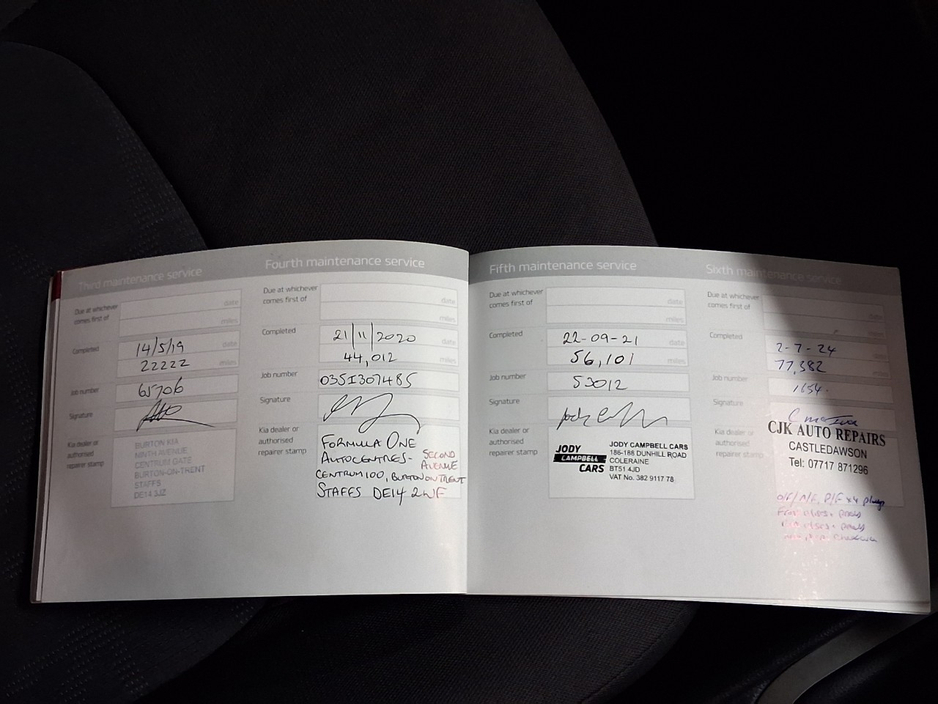 Third maintenance service
Due at whichever
comes first of
date
miles
Completed
14/5/19
date
22222
miles
Job number
65706
Signature
Kia dealer or
authorised
repairer stamp
BURTON KIA
NINTH AVENUE
CENTRUM GATE
BURTON-ON-TRENT
STAFFS
DE14 3JZ
Fourth maintenance service
Due at whichever
comes first of
date
miles
Completed
21/11/2020
44,012
miles
Job number
035I307485
Signature
Kia dealer or
authorised
repairer stamp
FORMULA ONE
AUTOCENTRES- SECOND AVENUE
CENTRUM 100, BURTON ON TRENT
STAFFS DE14 2WF
Fifth maintenance service
Due at whichever
comes first of
date
miles
Completed
22-09-21
56,101
miles
Job number
53012
Signature
Kia dealer or
authorised
repairer stamp
JODY
CAMPBELL
CARS
JODY CAMPBELL CARS
186-188 DUNHILL ROAD
COLERAINE
BT51 4JD
VAT No. 382 9117 78
Sixth maintenance service
Due at whichever
comes first of
date
Completed
2-7-24
77,382
miles
Job number
1654
Signature
Kia dealer or
authorised
repairer stamp
CJK AUTO REPAIRS
CASTLEDAWSON
Tel: 07717 871296
O/F A/F, P/F x4 plugs